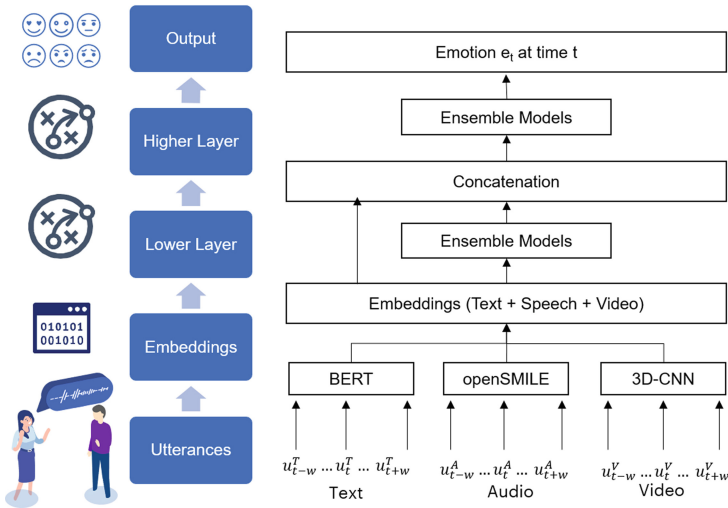 Output
Higher Layer
Lower Layer
010101
001010
Embeddings
Utterances
Emotion eₜ at time t
Ensemble Models
Concatenation
Ensemble Models
Embeddings (Text + Speech + Video)
BERT
openSMILE
3D-CNN
u^T_{t-w} ... u^T_t ... u^T_{t+w}
u^A_{t-w} ... u^A_t ... u^A_{t+w}
u^V_{t-w} ... u^V_t ... u^V_{t+w}
Text
Audio
Video